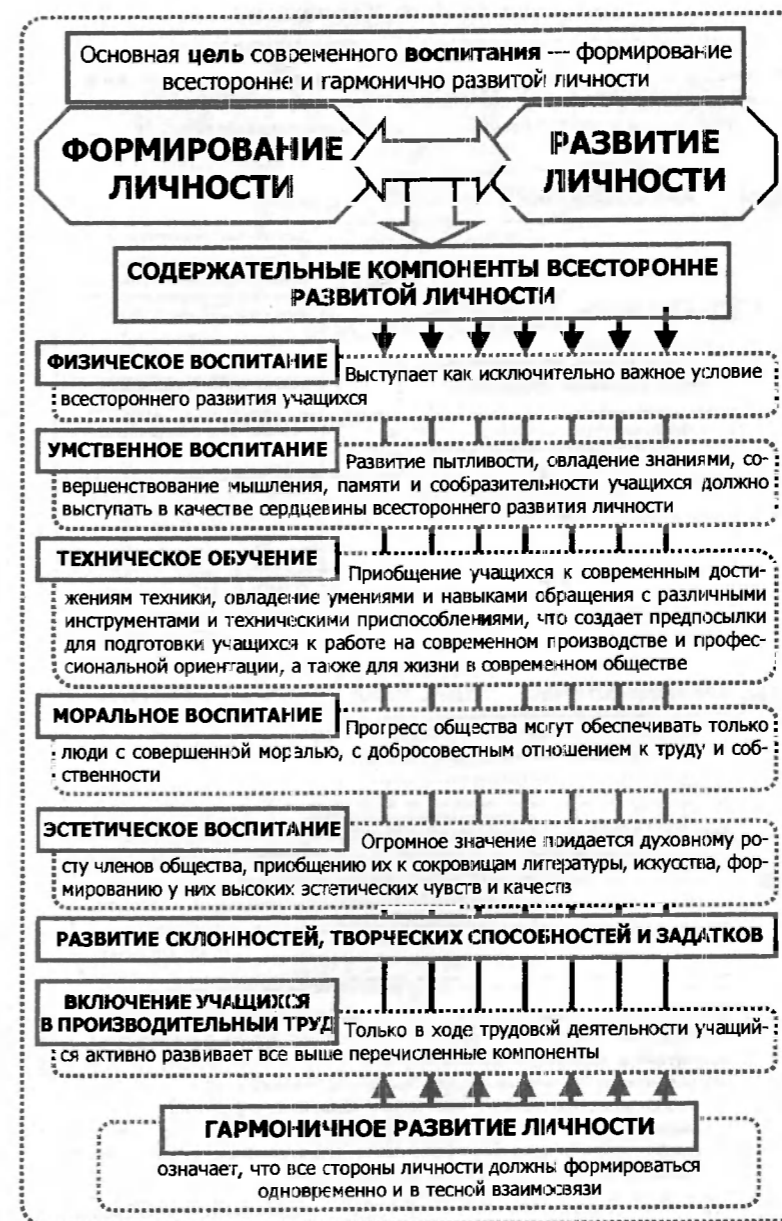 Основная цель современного воспитания — формирование
всесторонне и гармонично развитой личности
ФОРМИРОВАНИЕ
ЛИЧНОСТИ
РАЗВИТИЕ
ЛИЧНОСТИ
СОДЕРЖАТЕЛЬНЫЕ КОМПОНЕНТЫ ВСЕСТОРОННЕ
РАЗВИТОЙ ЛИЧНОСТИ
ФИЗИЧЕСКОЕ ВОСПИТАНИЕ
Выступает как исключительно важное условие
всестороннего развития учащихся
УМСТВЕННОЕ ВОСПИТАНИЕ
Развитие пытливости, овладение знаниями, со-
вершенствование мышления, памяти и сообразительности учащихся должно
выступать в качестве сердцевины всестороннего развития личности
ТЕХНИЧЕСКОЕ ОБУЧЕНИЕ
Приобщение учащихся к современным дости-
жениям техники, овладение умениями и навыками обращения с различными
инструментами и техническими приспособлениями, что создает предпосылки
для подготовки учащихся к работе на современном производстве и профес-
сиональной ориентации, а также для жизни в современном обществе
МОРАЛЬНОЕ ВОСПИТАНИЕ
Прогресс общества могут обеспечивать только
люди с совершенной моралью, с добросовестным отношением к труду и соб-
ственности
ЭСТЕТИЧЕСКОЕ ВОСПИТАНИЕ
Огромное значение придается духовному ро-
сту членов общества, приобщению их к сокровищам литературы, искусства, фор-
мированию у них высоких эстетических чувств и качеств
РАЗВИТИЕ СКЛОННОСТЕЙ, ТВОРЧЕСКИХ СПОСОБНОСТЕЙ И ЗАДАТКОВ
ВКЛЮЧЕНИЕ УЧАЩИХСЯ
В ПРОИЗВОДИТЕЛЬНЫЙ ТРУД
Только в ходе трудовой деятельности учащий-
ся активно развивает все выше перечисленные компоненты
ГАРМОНИЧНОЕ РАЗВИТИЕ ЛИЧНОСТИ
означает, что все стороны личности должны формироваться
одновременно и в тесной взаимосвязи